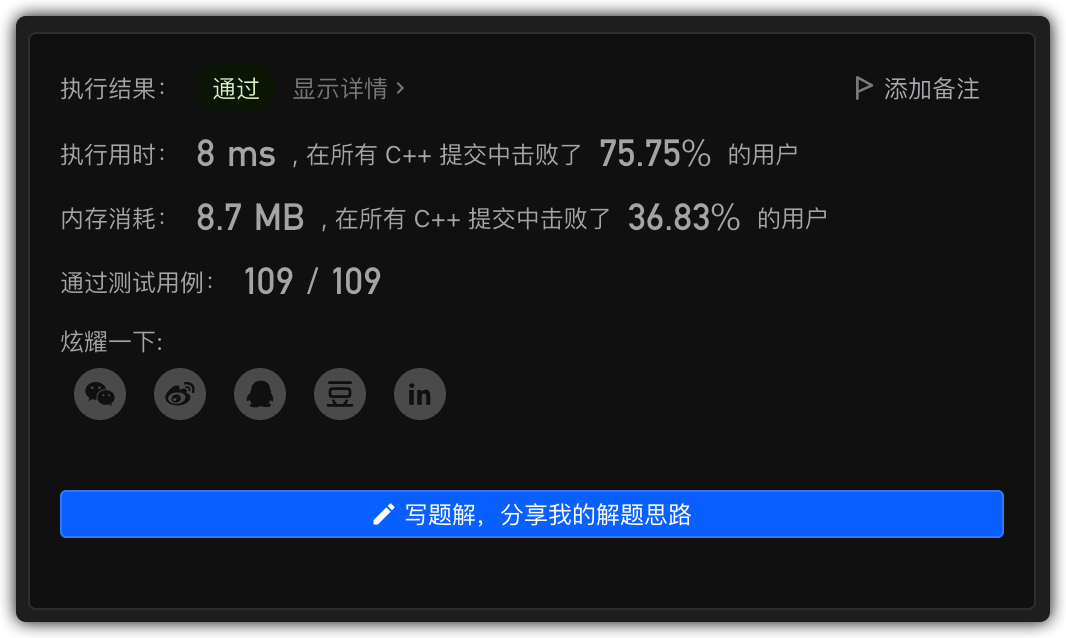 执行结果： 通过 显示详情 › 添加备注
执行用时： 8 ms , 在所有 C++ 提交中击败了 75.75% 的用户
内存消耗： 8.7 MB , 在所有 C++ 提交中击败了 36.83% 的用户
通过测试用例： 109 / 109
炫耀一下:
豆 in
写题解，分享我的解题思路